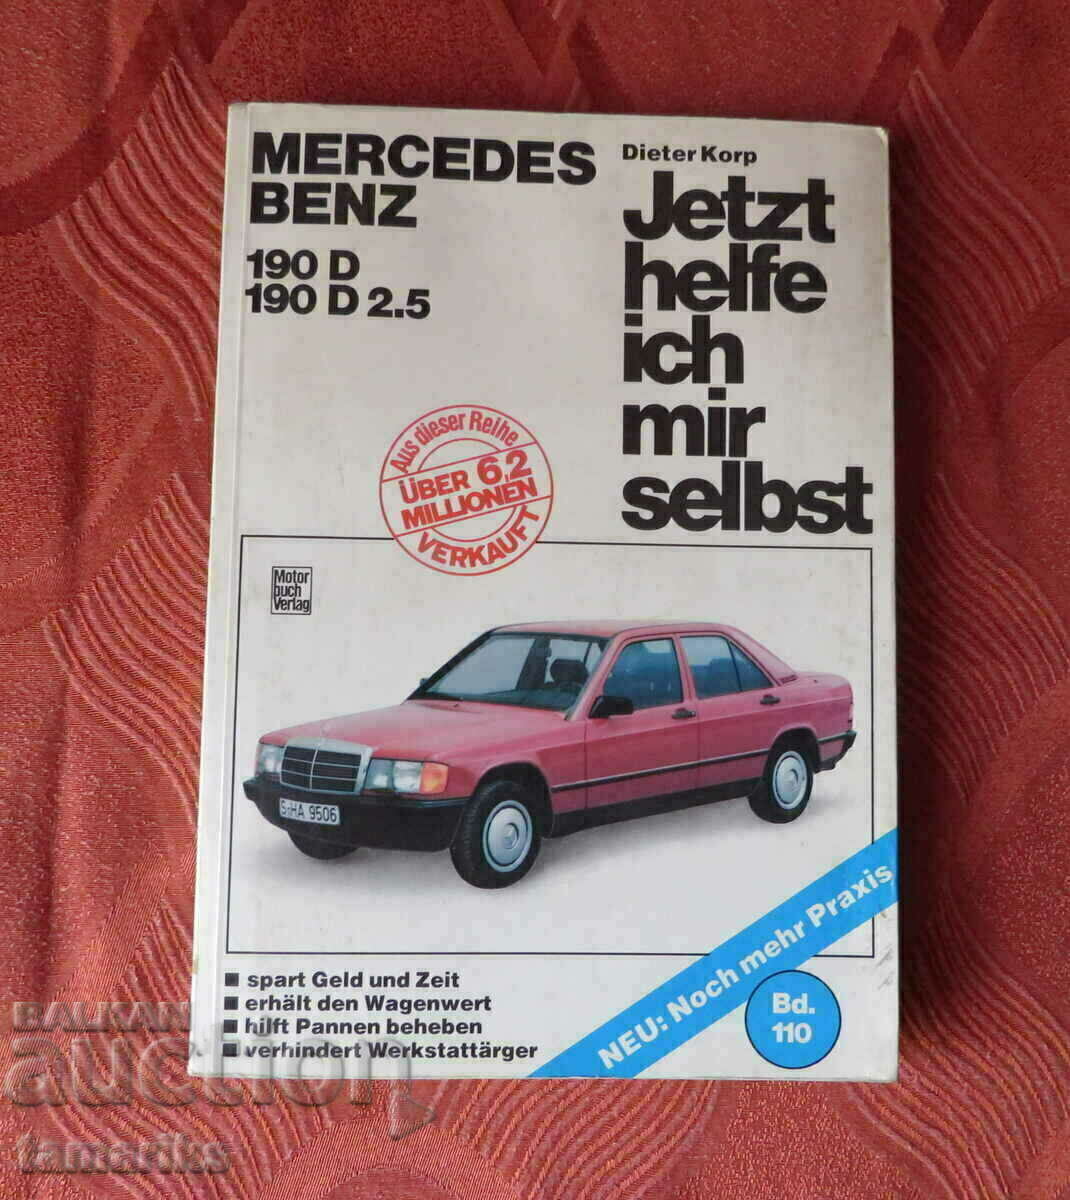 MERCEDES
BENZ
190 D
190 D 2.5
Dieter Korp
Jetzt
helfe
ich
mir
selbst
Aus dieser Reihe
ÜBER 6,2
MILLIONEN
VERKAUFT
Motor
buch
Verlag
S-HA 9506
spart Geld und Zeit
erhält den Wagenwert
hilft Pannen beheben
verhindert Werkstattärger
NEU: Noch mehr Praxis
Bd.
110
BALKAN
auction
tamariks